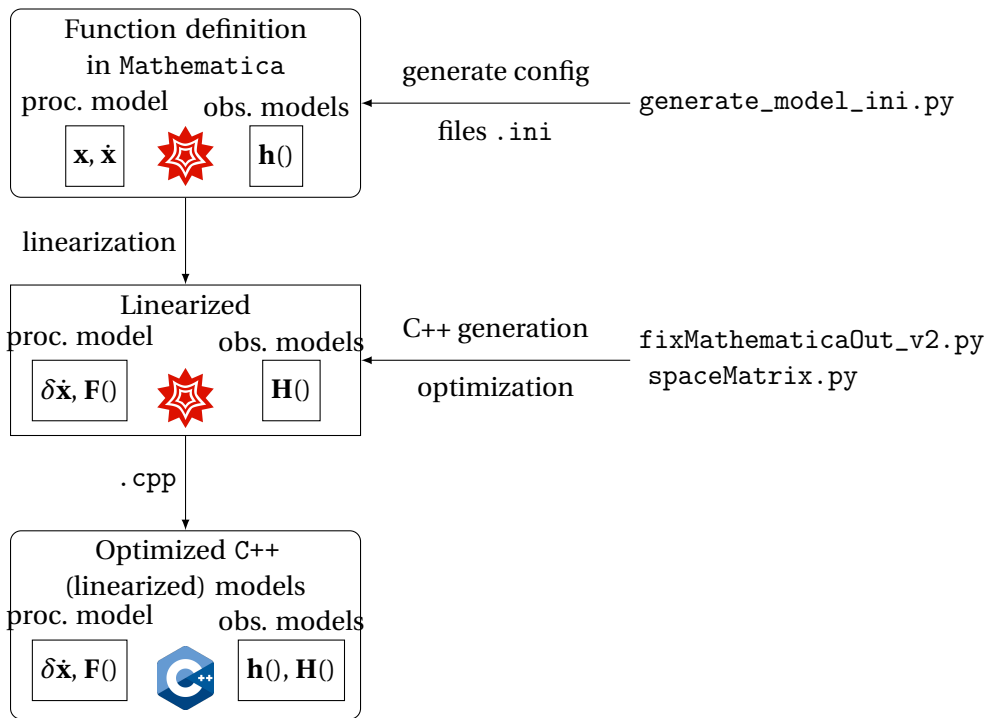 Function definition
in Mathematica
proc. model
obs. models
𝐱, 𝐱̇
𝐡()
generate config
files .ini
generate_model_ini.py
linearization
Linearized
proc. model
obs. models
δ𝐱̇, 𝐅()
𝐇()
C++ generation
optimization
fixMathematicaOut_v2.py
spaceMatrix.py
.cpp
Optimized C++
(linearized) models
proc. model
obs. models
δ𝐱̇, 𝐅()
C++
𝐡(), 𝐇()